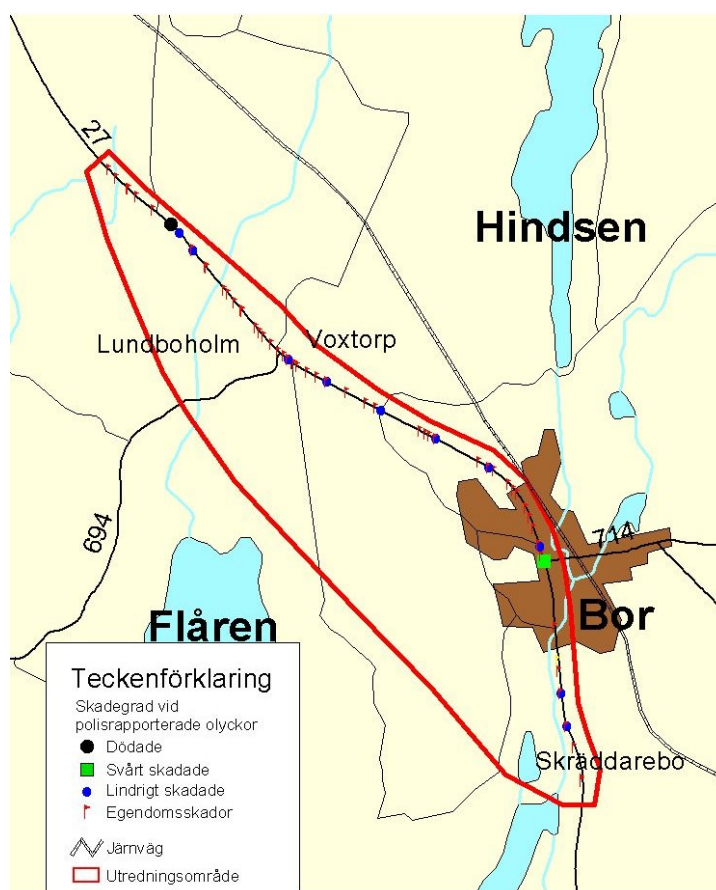 27
Hindsen
Lundboholm
Voxtorp
694
714
Flåren
Bor
Skräddarebo
Teckenförklaring
Skadegrad vid
polisrapporterade olyckor
Dödade
Svårt skadade
Lindrigt skadade
Egendomsskador
Järnväg
Utredningsområde